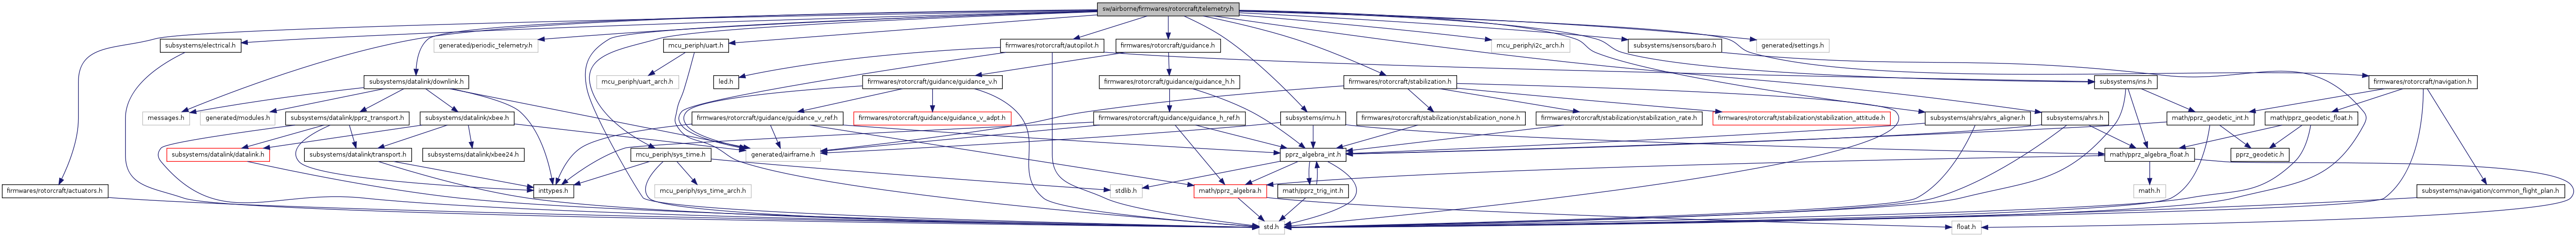 sw/airborne/firmwares/rotorcraft/telemetry.h
subsystems/electrical.h
generated/periodic_telemetry.h
mcu_periph/uart.h
firmwares/rotorcraft/autopilot.h
firmwares/rotorcraft/guidance.h
mcu_periph/i2c_arch.h
subsystems/sensors/baro.h
generated/settings.h
subsystems/datalink/downlink.h
mcu_periph/uart_arch.h
led.h
firmwares/rotorcraft/guidance/guidance_v.h
firmwares/rotorcraft/guidance/guidance_h.h
firmwares/rotorcraft/stabilization.h
subsystems/ins.h
firmwares/rotorcraft/navigation.h
messages.h
generated/modules.h
subsystems/datalink/pprz_transport.h
subsystems/datalink/xbee.h
firmwares/rotorcraft/guidance/guidance_v_ref.h
firmwares/rotorcraft/guidance/guidance_v_adpt.h
firmwares/rotorcraft/guidance/guidance_h_ref.h
subsystems/imu.h
firmwares/rotorcraft/stabilization/stabilization_none.h
firmwares/rotorcraft/stabilization/stabilization_rate.h
firmwares/rotorcraft/stabilization/stabilization_attitude.h
subsystems/ahrs/ahrs_aligner.h
subsystems/ahrs.h
math/pprz_geodetic_int.h
math/pprz_geodetic_float.h
subsystems/datalink/datalink.h
subsystems/datalink/transport.h
subsystems/datalink/xbee24.h
mcu_periph/sys_time.h
generated/airframe.h
pprz_algebra_int.h
math/pprz_algebra_float.h
pprz_geodetic.h
firmwares/rotorcraft/actuators.h
inttypes.h
mcu_periph/sys_time_arch.h
stdlib.h
math/pprz_algebra.h
math/pprz_trig_int.h
math.h
subsystems/navigation/common_flight_plan.h
std.h
float.h